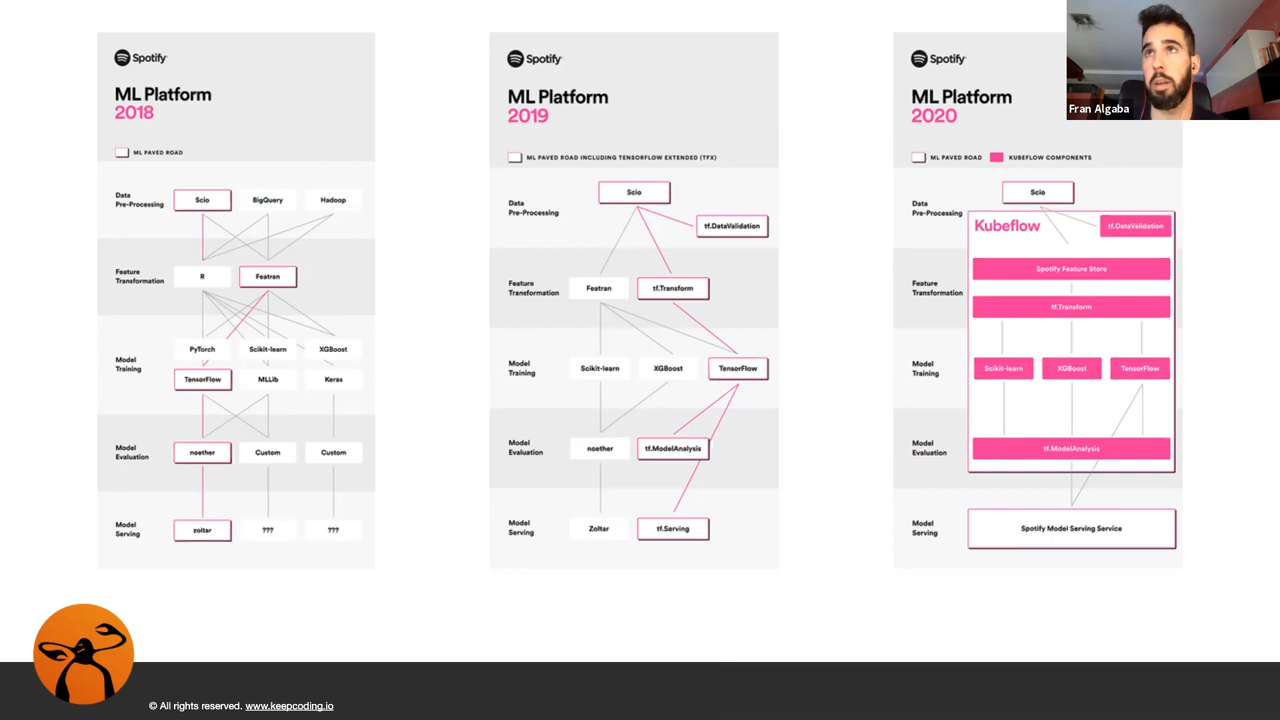 Spotify
ML Platform
2018
ML PAVED ROAD
Data
Pre-Processing
Scio
BigQuery
Hadoop
Feature
Transformation
R
Featran
Model
Training
PyTorch
Scikit-learn
XGBoost
TensorFlow
MLLib
Keras
Model
Evaluation
noether
Custom
Custom
Model
Serving
zoltar
???
???
Spotify
ML Platform
2019
ML PAVED ROAD INCLUDING TENSORFLOW EXTENDED (TFX)
Data
Pre-Processing
Scio
tf.DataValidation
Feature
Transformation
Featran
tf.Transform
Model
Training
Scikit-learn
XGBoost
TensorFlow
Model
Evaluation
noether
tf.ModelAnalysis
Model
Serving
Zoltar
tf.Serving
Spotify
ML Platform
2020
ML PAVED ROAD
KUBEFLOW COMPONENTS
Data
Pre-Processing
Scio
Kubeflow
tf.DataValidation
Spotify Feature Store
Feature
Transformation
tf.Transform
Model
Training
Scikit-learn
XGBoost
TensorFlow
Model
Evaluation
tf.ModelAnalysis
Model
Serving
Spotify Model Serving Service
Fran Algaba
© All rights reserved. www.keepcoding.io